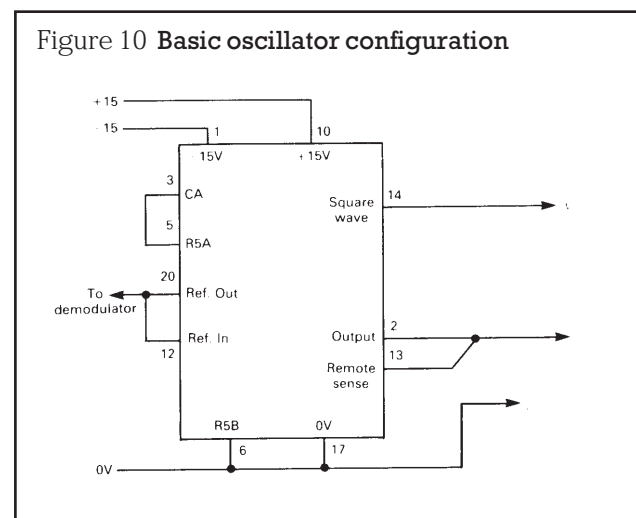 Figure 10 Basic oscillator configuration
+15
15
1
10
15V
+15V
3
CA
14
Square
wave
5
R5A
20
To
demodulator
Ref. Out
Ref. In
12
Output
2
13
Remote
sense
R5B
0V
6
17
0V